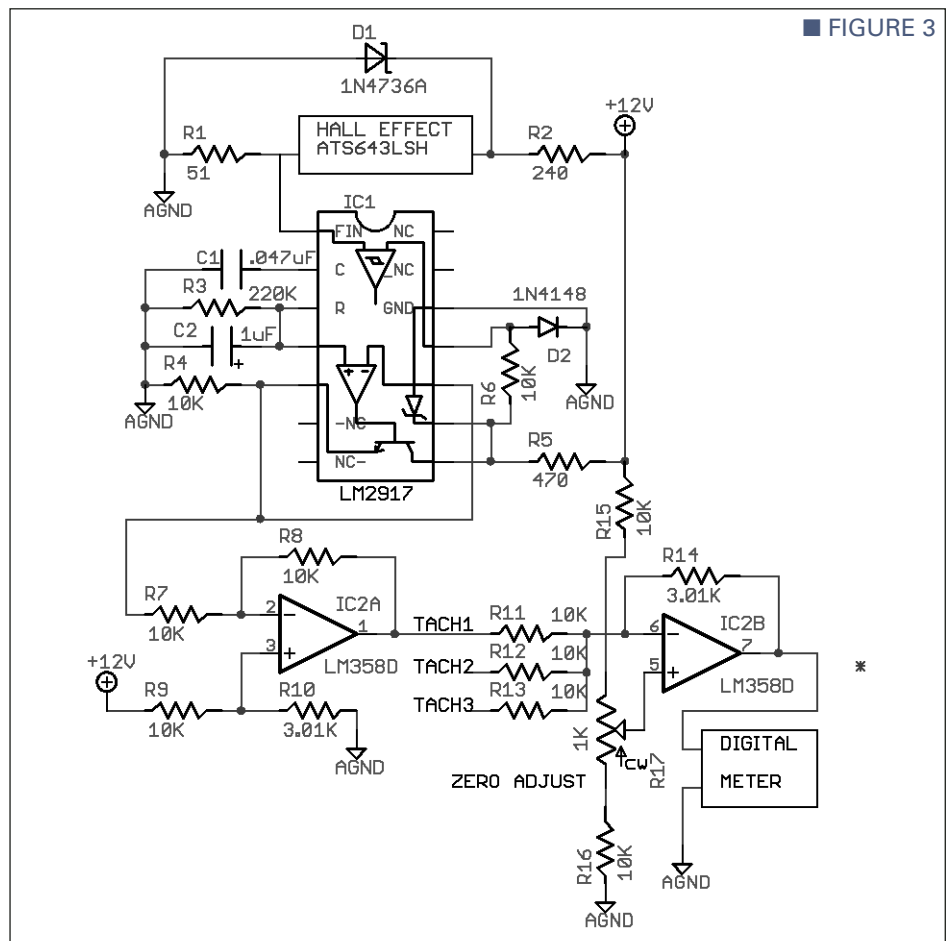 ■ FIGURE 3
D1
1N4736A
+12V
R1
51
HALL EFFECT
ATS643LSH
R2
240
AGND
IC1
FIN
NC
C1
.047uF
C
_NC
R3
220K
R
GND
1N4148
C2
1uF
+
D2
R4
10K
+ -
R6
10K
AGND
AGND
-NC
NC-
R5
470
LM2917
R15
10K
R8
10K
R14
3.01K
R7
10K
2
-
IC2A
1
3
+
LM358D
TACH1
R11
10K
6
-
IC2B
7
5
+
LM358D
*
TACH2
R12
10K
TACH3
R13
10K
+12V
R9
10K
R10
3.01K
AGND
1K
CW
R17
ZERO ADJUST
DIGITAL
METER
R16
10K
AGND
AGND